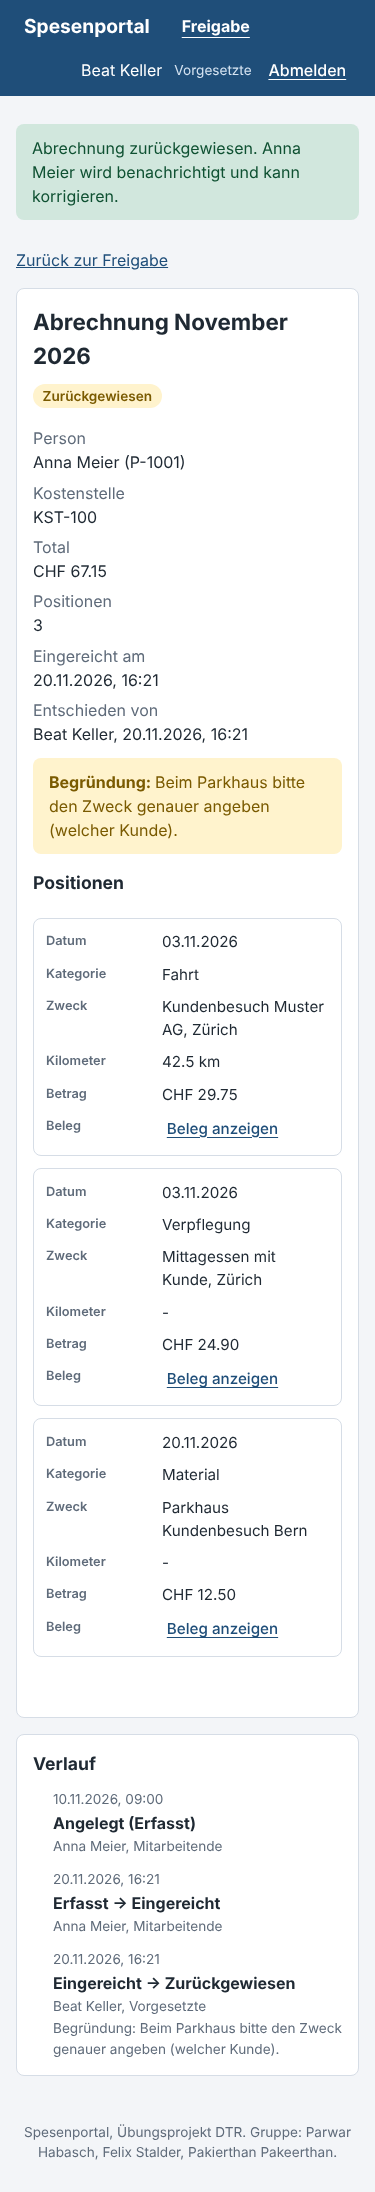 Spesenportal Freigabe
Beat Keller Vorgesetzte Abmelden
Abrechnung zurückgewiesen. Anna
Meier wird benachrichtigt und kann
korrigieren.
Zurück zur Freigabe
Abrechnung November
2026
Zurückgewiesen
Person
Anna Meier (P-1001)
Kostenstelle
KST-100
Total
CHF 67.15
Positionen
3
Eingereicht am
20.11.2026, 16:21
Entschieden von
Beat Keller, 20.11.2026, 16:21
Begründung: Beim Parkhaus bitte
den Zweck genauer angeben
(welcher Kunde).
Positionen
Datum 03.11.2026
Kategorie Fahrt
Zweck Kundenbesuch Muster
AG, Zürich
Kilometer 42.5 km
Betrag CHF 29.75
Beleg Beleg anzeigen
Datum 03.11.2026
Kategorie Verpflegung
Zweck Mittagessen mit
Kunde, Zürich
Kilometer -
Betrag CHF 24.90
Beleg Beleg anzeigen
Datum 20.11.2026
Kategorie Material
Zweck Parkhaus
Kundenbesuch Bern
Kilometer -
Betrag CHF 12.50
Beleg Beleg anzeigen
Verlauf
10.11.2026, 09:00
Angelegt (Erfasst)
Anna Meier, Mitarbeitende
20.11.2026, 16:21
Erfasst → Eingereicht
Anna Meier, Mitarbeitende
20.11.2026, 16:21
Eingereicht → Zurückgewiesen
Beat Keller, Vorgesetzte
Begründung: Beim Parkhaus bitte den Zweck
genauer angeben (welcher Kunde).
Spesenportal, Übungsprojekt DTR. Gruppe: Parwar
Habasch, Felix Stalder, Pakierthan Pakeerthan.